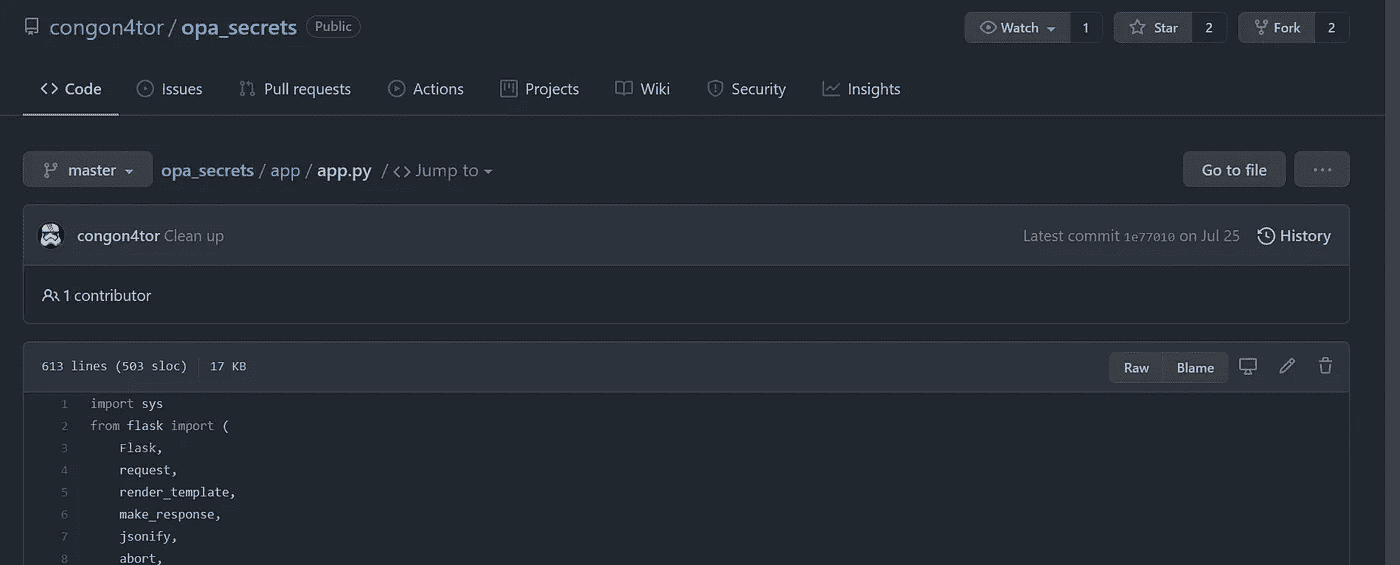 congon4tor / opa_secrets Public Watch 1 Star 2 Fork 2
Code Issues Pull requests Actions Projects Wiki Security Insights
master opa_secrets / app / app.py / <> Jump to Go to file ...
congon4tor Clean up Latest commit 1e77010 on Jul 25 History
1 contributor
613 lines (503 sloc) 17 KB Raw Blame
1 import sys
2 from flask import (
3 Flask,
4 request,
5 render_template,
6 make_response,
7 jsonify,
8 abort,